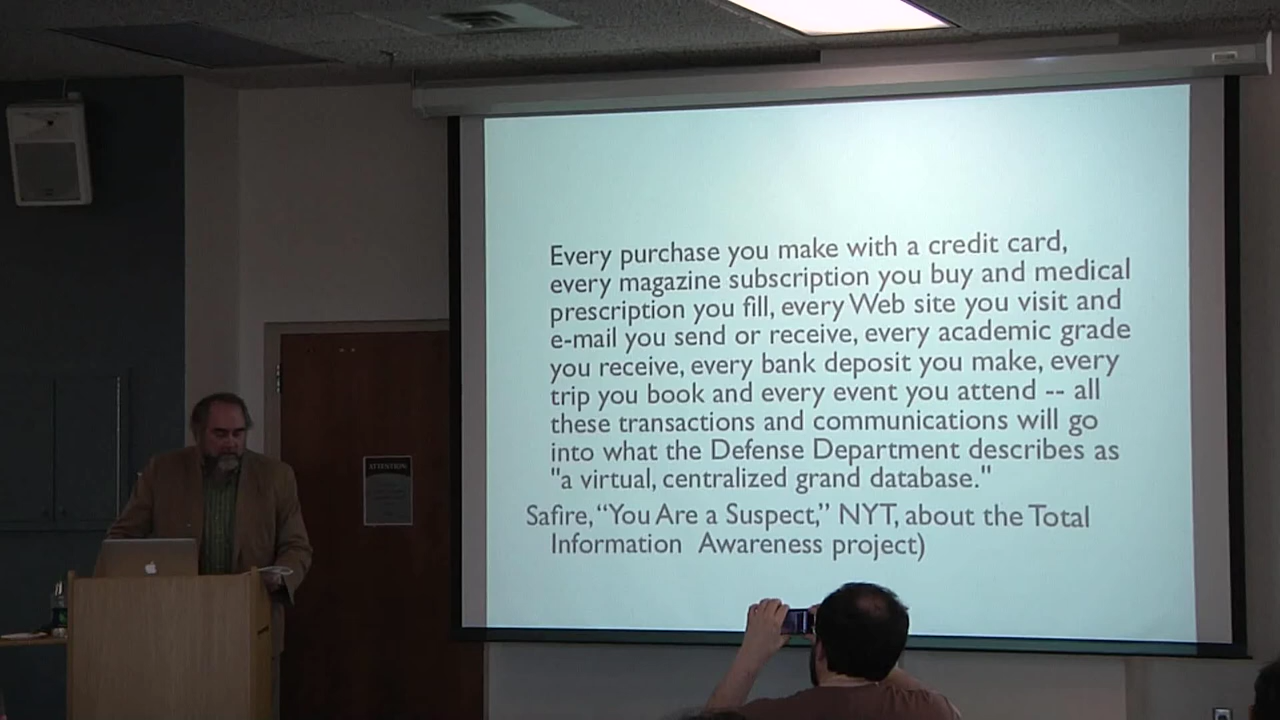 Every purchase you make with a credit card,
every magazine subscription you buy and medical
prescription you fill, every Web site you visit and
e-mail you send or receive, every academic grade
you receive, every bank deposit you make, every
trip you book and every event you attend -- all
these transactions and communications will go
into what the Defense Department describes as
"a virtual, centralized grand database."
Safire, “You Are a Suspect,” NYT, about the Total
Information Awareness project)
ATTENTION